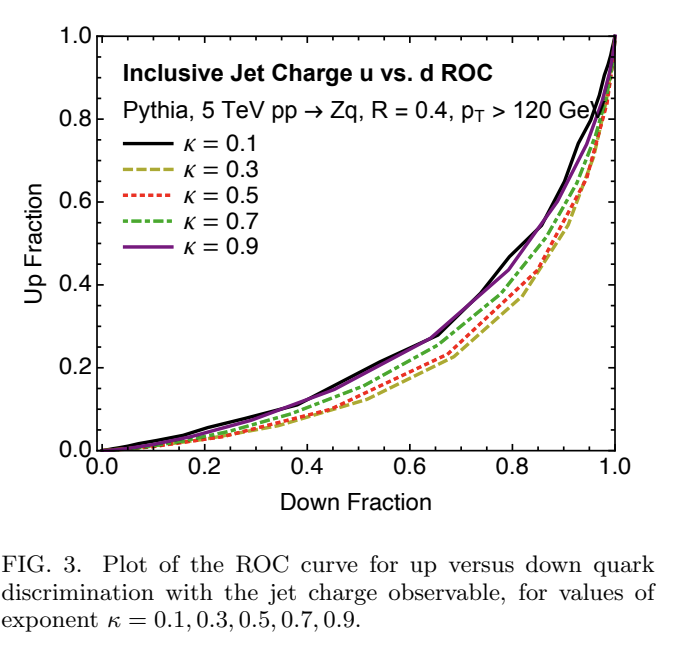 Inclusive Jet Charge u vs. d ROC
Pythia, 5 TeV pp → Zq, R = 0.4, p_T > 120 GeV
κ = 0.1
κ = 0.3
κ = 0.5
κ = 0.7
κ = 0.9
Up Fraction
1.0
0.8
0.6
0.4
0.2
0.0
0.0 0.2 0.4 0.6 0.8 1.0
Down Fraction
FIG. 3. Plot of the ROC curve for up versus down quark
discrimination with the jet charge observable, for values of
exponent κ = 0.1, 0.3, 0.5, 0.7, 0.9.